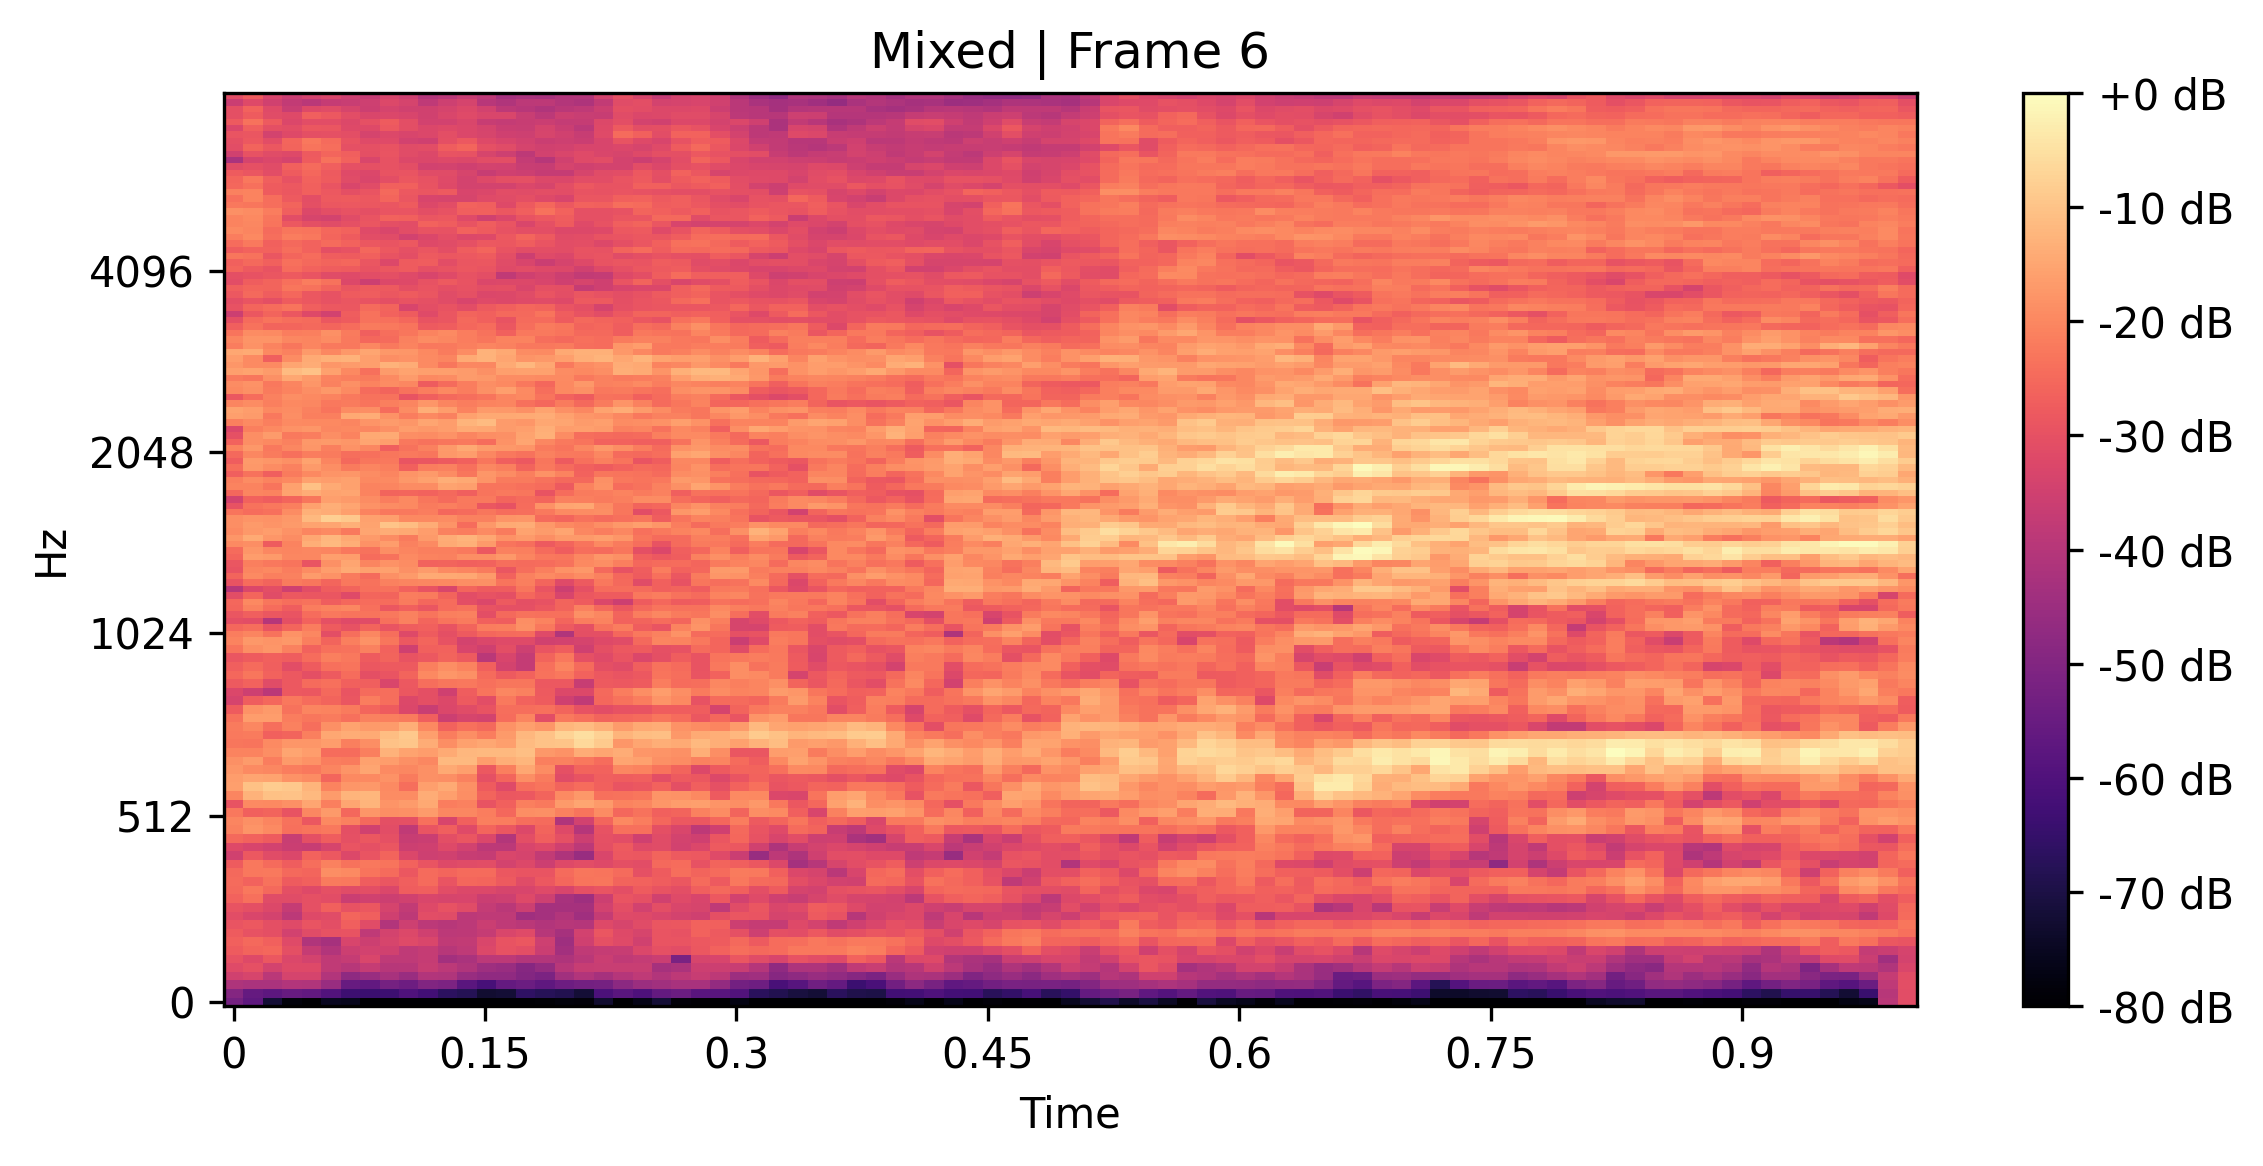 Mixed | Frame 6
Hz
4096
2048
1024
512
0
0
0.15
0.3
0.45
0.6
0.75
0.9
Time
+0 dB
-10 dB
-20 dB
-30 dB
-40 dB
-50 dB
-60 dB
-70 dB
-80 dB